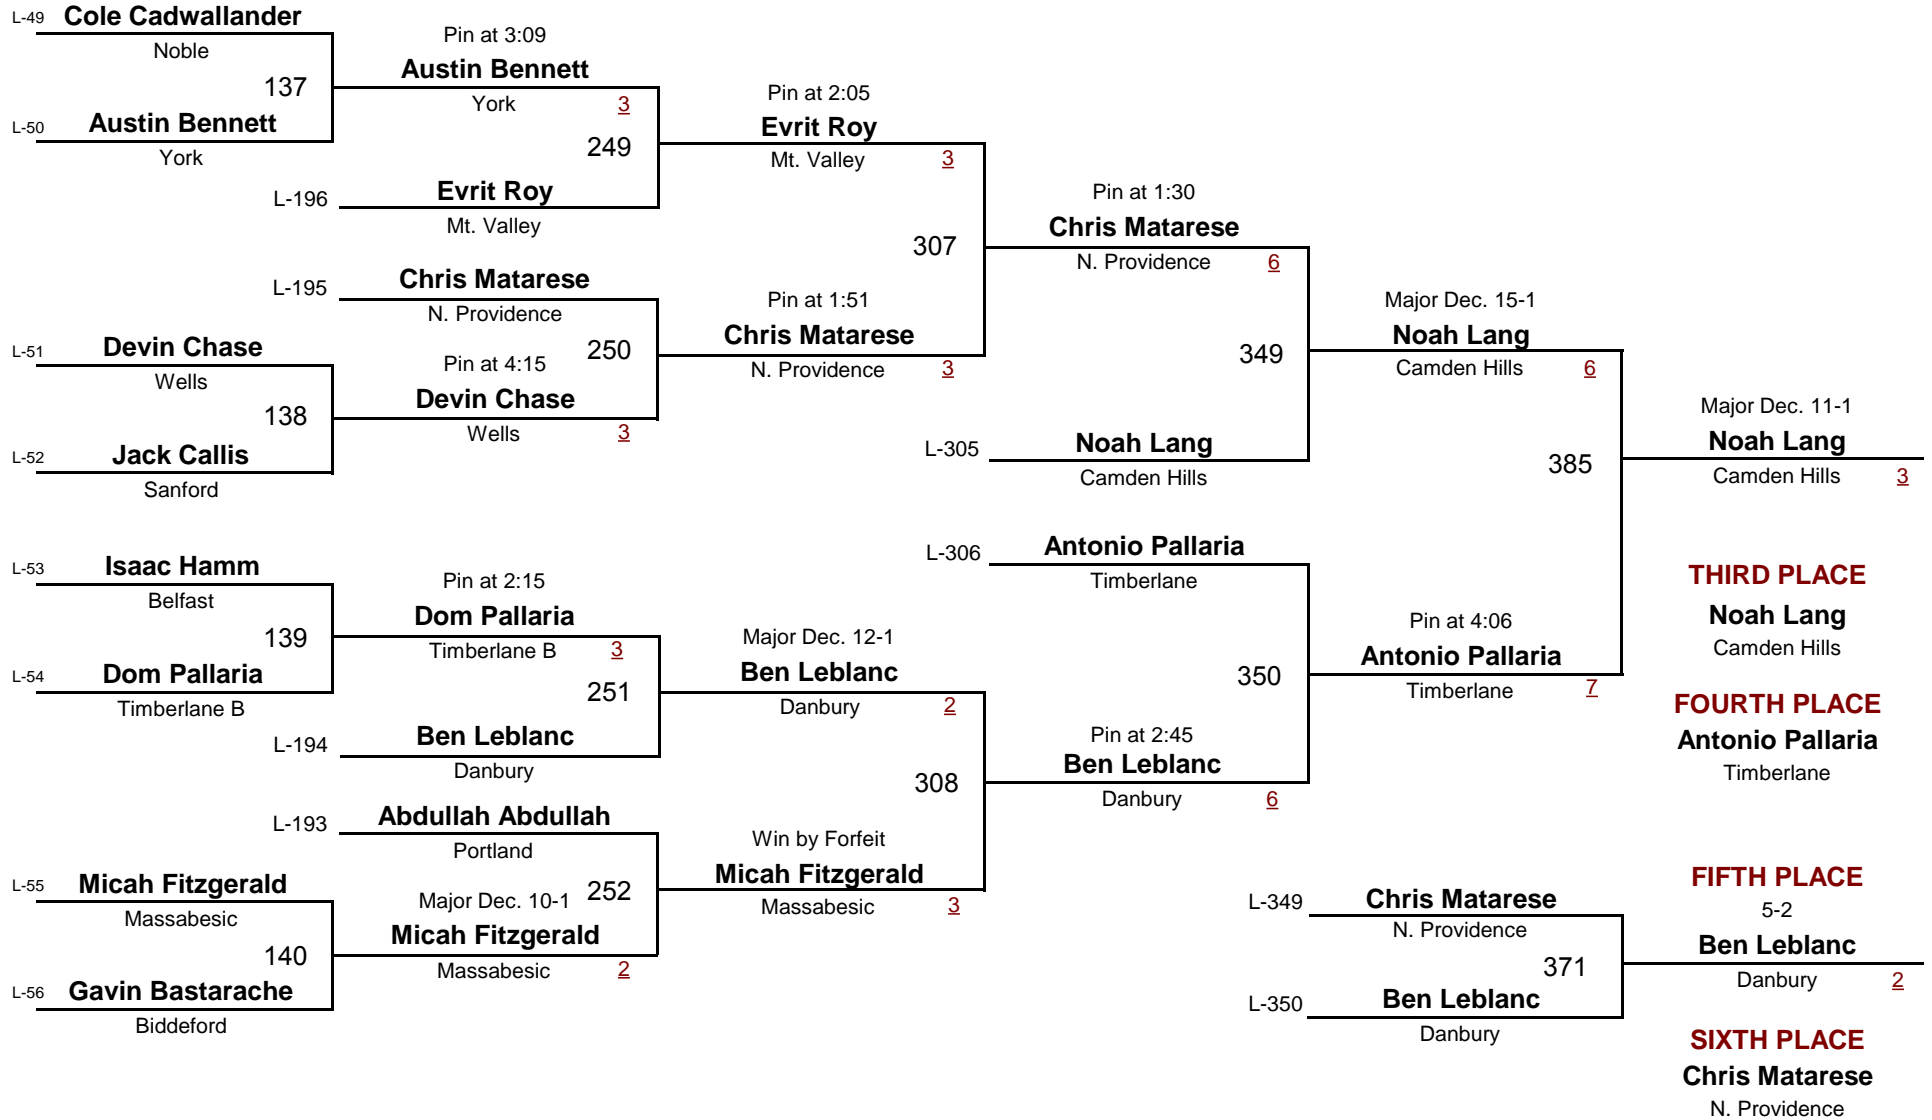 L-49 Cole Cadwallander
Noble
137
L-50 Austin Bennett
York
Pin at 3:09
Austin Bennett
York 3
249
L-196 Evrit Roy
Mt. Valley
Pin at 2:05
Evrit Roy
Mt. Valley 3
L-195 Chris Matarese
N. Providence
250
L-51 Devin Chase
Wells
138
L-52 Jack Callis
Sanford
Pin at 4:15
Devin Chase
Wells 3
Pin at 1:51
Chris Matarese
N. Providence 3
307
Pin at 1:30
Chris Matarese
N. Providence 6
349
L-305 Noah Lang
Camden Hills
Major Dec. 15-1
Noah Lang
Camden Hills 6
385
Major Dec. 11-1
Noah Lang
Camden Hills 3
L-53 Isaac Hamm
Belfast
139
L-54 Dom Pallaria
Timberlane B
Pin at 2:15
Dom Pallaria
Timberlane B 3
251
L-194 Ben Leblanc
Danbury
Major Dec. 12-1
Ben Leblanc
Danbury 2
308
L-193 Abdullah Abdullah
Portland
252
L-55 Micah Fitzgerald
Massabesic
140
L-56 Gavin Bastarache
Biddeford
Major Dec. 10-1
Micah Fitzgerald
Massabesic 2
Win by Forfeit
Micah Fitzgerald
Massabesic 3
L-306 Antonio Pallaria
Timberlane
350
Pin at 2:45
Ben Leblanc
Danbury 6
Pin at 4:06
Antonio Pallaria
Timberlane 7
THIRD PLACE
Noah Lang
Camden Hills
FOURTH PLACE
Antonio Pallaria
Timberlane
L-349 Chris Matarese
N. Providence
371
L-350 Ben Leblanc
Danbury
FIFTH PLACE
5-2
Ben Leblanc
Danbury 2
SIXTH PLACE
Chris Matarese
N. Providence